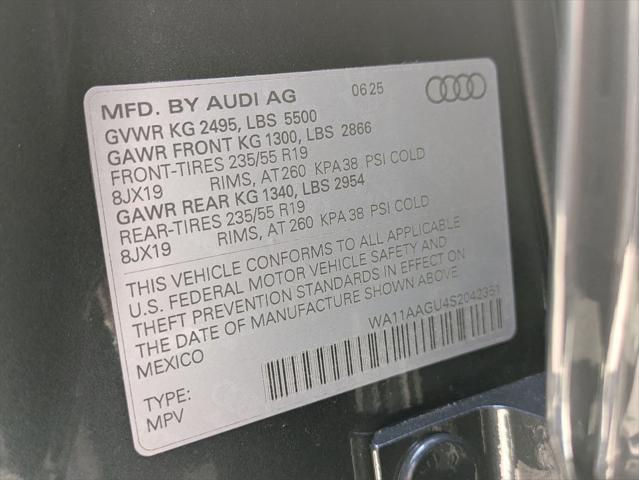 MFD. BY AUDI AG 06 25
GVWR KG 2495, LBS 5500
GAWR FRONT KG 1300, LBS 2866
FRONT-TIRES 235/55 R19
8JX19 RIMS, AT 260 KPA 38 PSI COLD
GAWR REAR KG 1340, LBS 2954
REAR-TIRES 235/55 R19
8JX19 RIMS, AT 260 KPA 38 PSI COLD
THIS VEHICLE CONFORMS TO ALL APPLICABLE
U.S. FEDERAL MOTOR VEHICLE SAFETY AND
THEFT PREVENTION STANDARDS IN EFFECT ON
DATE OF MANUFACTURE SHOWN ABOVE.
MEXICO
WA11AAGU4S2042351
TYPE:
MPV